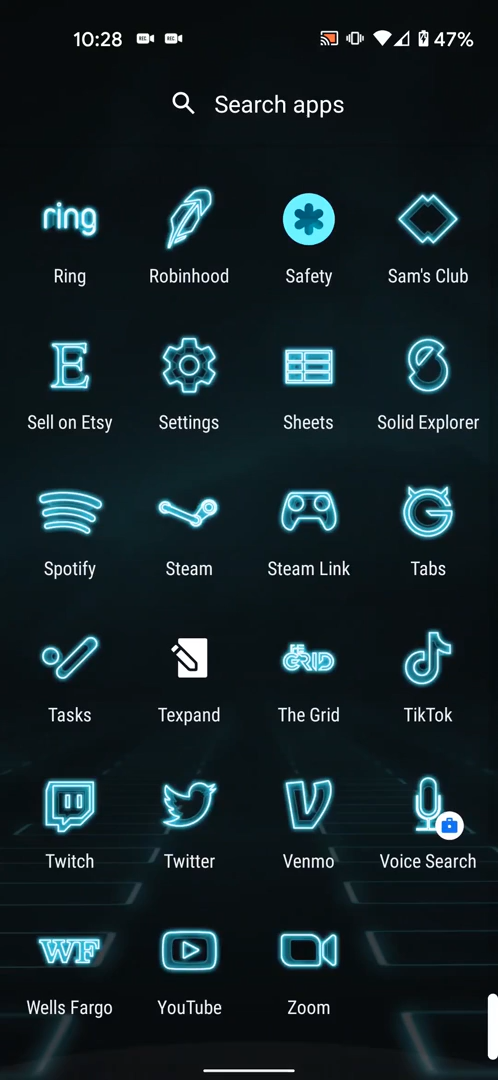 10:28 REC. REC. 47%
Search apps
ring
Ring Robinhood Safety Sam's Club
E
Sell on Etsy Settings Sheets Solid Explorer
Spotify Steam Steam Link Tabs
GRID
Tasks Texpand The Grid TikTok
Twitch Twitter Venmo Voice Search
WF
Wells Fargo YouTube Zoom